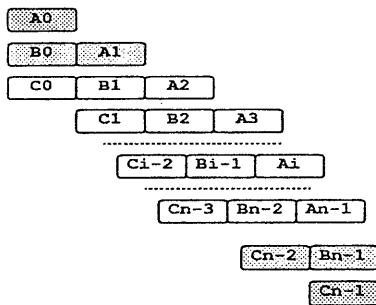 A0
B0 A1
C0 B1 A2
C1 B2 A3
Ci-2 Bi-1 Ai
Cn-3 Bn-2 An-1
Cn-2 Bn-1
Cn-1